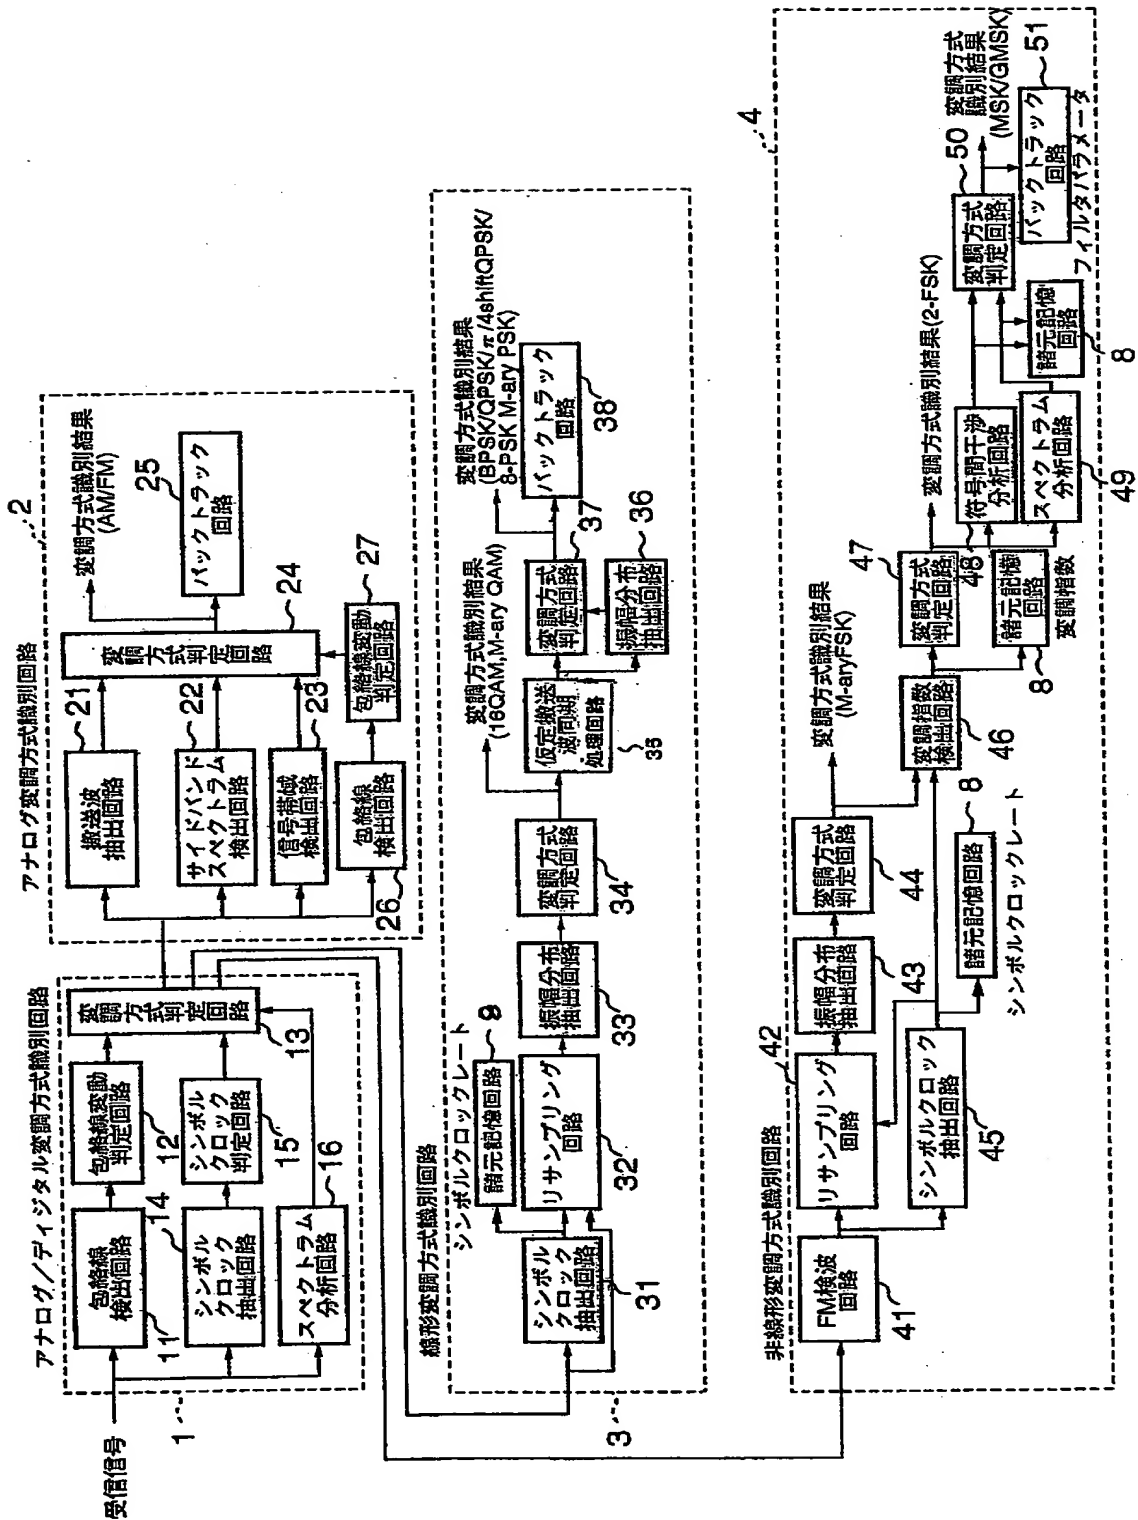 受信信号
アナログ/ディジタル変調方式識別回路
1
包絡線
検出回路
11
包絡線変動
判定回路
12
変調方式判定回路
13
シンボル
クロック
抽出回路
14
シンボル
クロック
判定回路
15
スペクトラム
分析回路
16
アナログ変調方式識別回路
2
搬送波
抽出回路
21
サイドバンド
スペクトラム
検出回路
22
信号帯域
検出回路
23
変調方式判定回路
24
包絡線
検出回路
26
包絡線変動
判定回路
27
変調方式識別結果
(AM/FM)
バックトラック
回路
25
線形変調方式識別回路
3
シンボルクロックレート
諸元記憶回路
9
シンボル
クロック
抽出回路
31
リサンプリング
回路
32
振幅分布
抽出回路
33
変調方式
判定回路
34
変調方式識別結果
(16QAM,M-ary QAM)
仮定搬送
波同期
処理回路
35
変調方式
判定回路
37
振幅分布
抽出回路
36
変調方式識別結果
(BPSK/QPSK/π/4shiftQPSK/
8-PSK M-ary PSK)
バックトラック
回路
38
非線形変調方式識別回路
4
FM検波
回路
41
リサンプリング
回路
42
振幅分布
抽出回路
43
変調方式
判定回路
44
変調方式識別結果
(M-aryFSK)
シンボルクロック
抽出回路
45
諸元記憶回路
8
シンボルクロックレート
変調指数
検出回路
46
変調方式
判定回路
47
変調方式識別結果(2-FSK)
諸元記憶
回路
8
変調指数
符号間干渉
分析回路
48
スペクトラム
分析回路
49
諸元記憶
回路
8
フィルタパラメータ
変調方式
判定回路
50
変調方式
識別結果
(MSK/GMSK)
バックトラック
回路
51